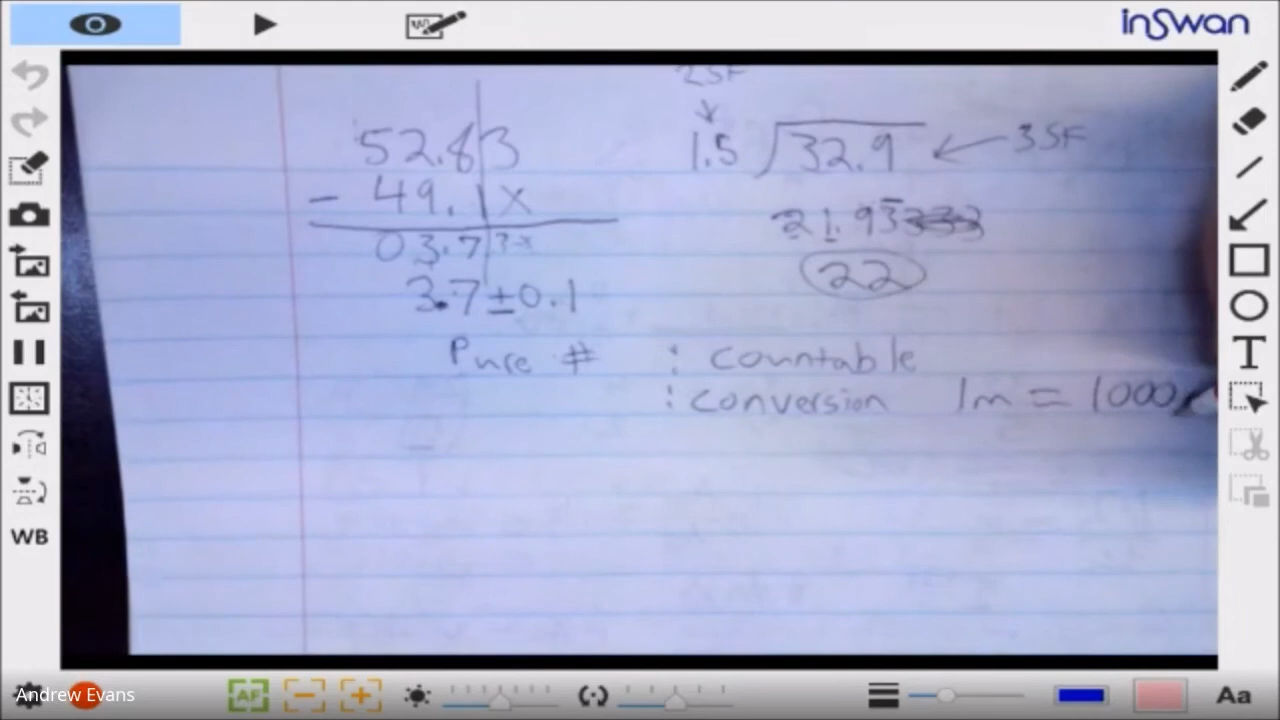 inswan
2SF
52.83
1.5 32.9 3SF
- 49.1x
21.93333
03.7?x
22
3.7±0.1
Pure # : countable
: conversion 1m = 1000
WB
Andrew Evans
AF
Aa
T